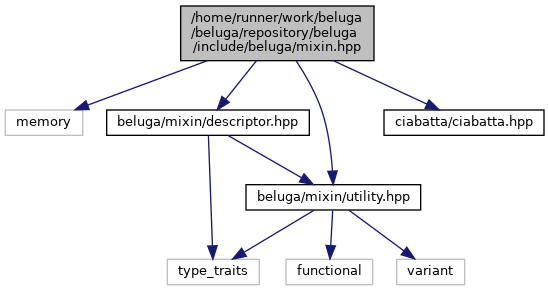 /home/runner/work/beluga
/beluga/repository/beluga
/include/beluga/mixin.hpp
memory
beluga/mixin/descriptor.hpp
ciabatta/ciabatta.hpp
beluga/mixin/utility.hpp
type_traits
functional
variant